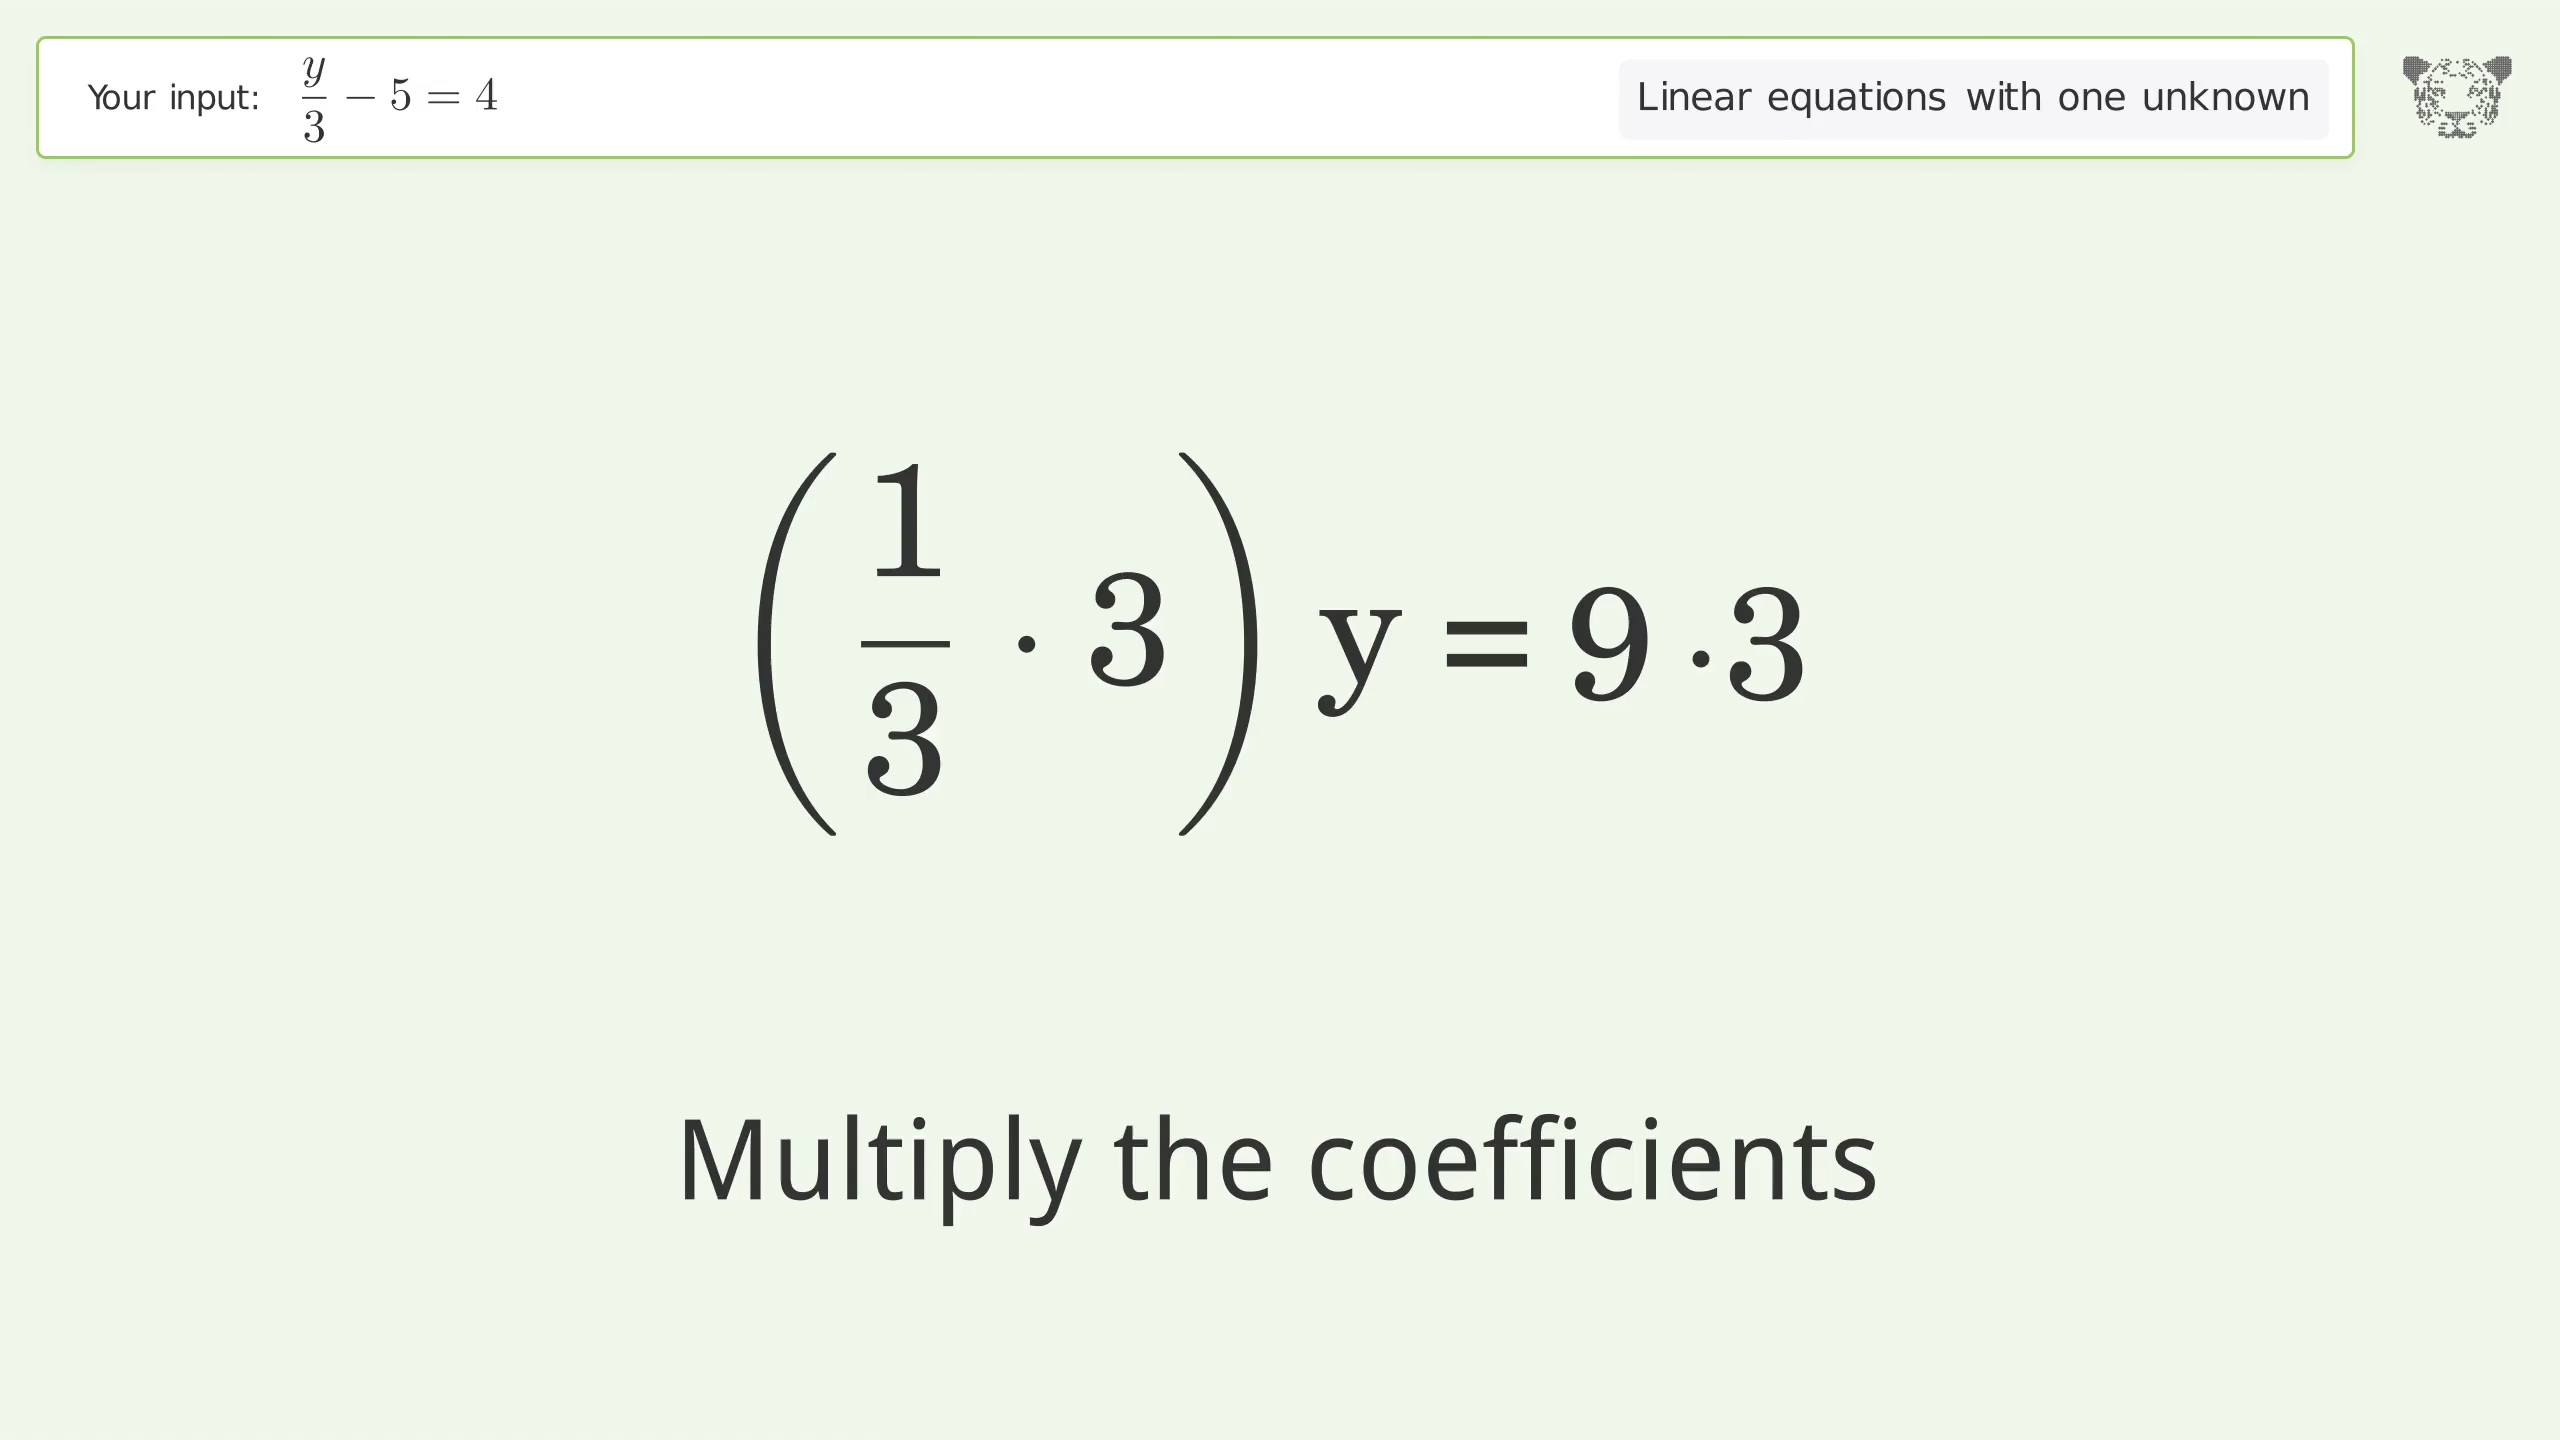 Your input: y/3 − 5 = 4
Linear equations with one unknown
(1/3 · 3) y = 9 · 3
Multiply the coefficients